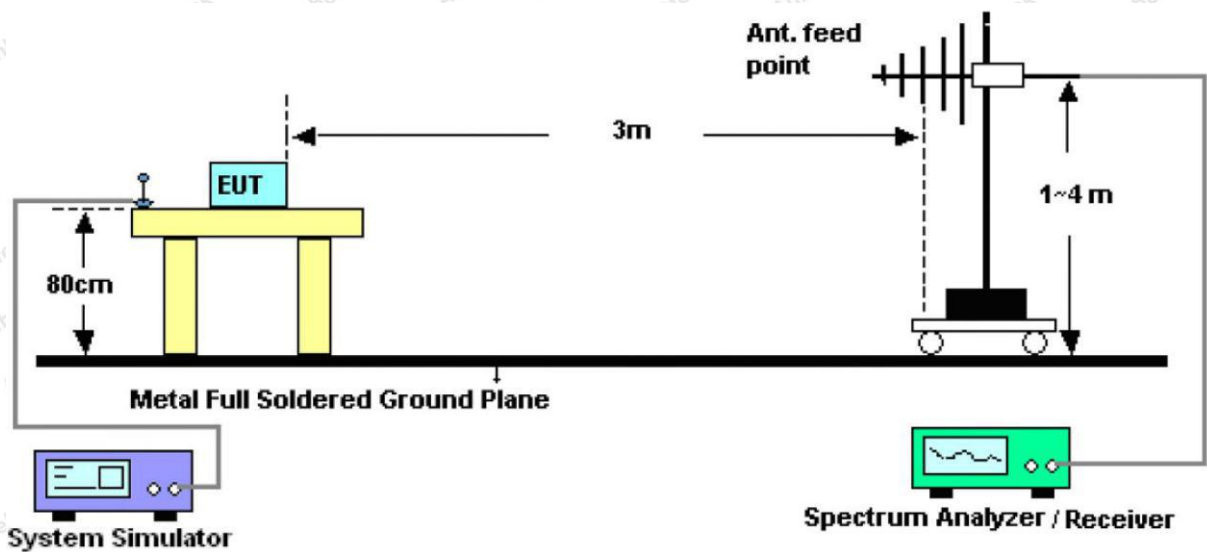 Ant. feed
point
3m
EUT
1~4 m
80cm
Metal Full Soldered Ground Plane
System Simulator
Spectrum Analyzer / Receiver